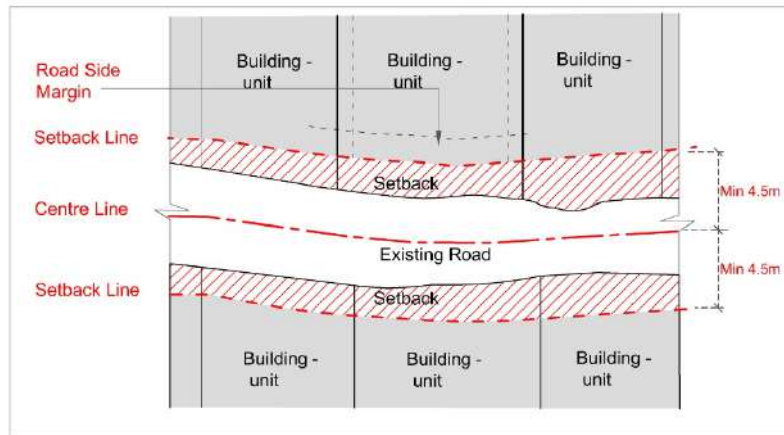 Building -
unit
Building -
unit
Building -
unit
Road Side
Margin
Setback Line
Setback
Min 4.5m
Centre Line
Existing Road
Setback Line
Setback
Min 4.5m
Building -
unit
Building -
unit
Building -
unit